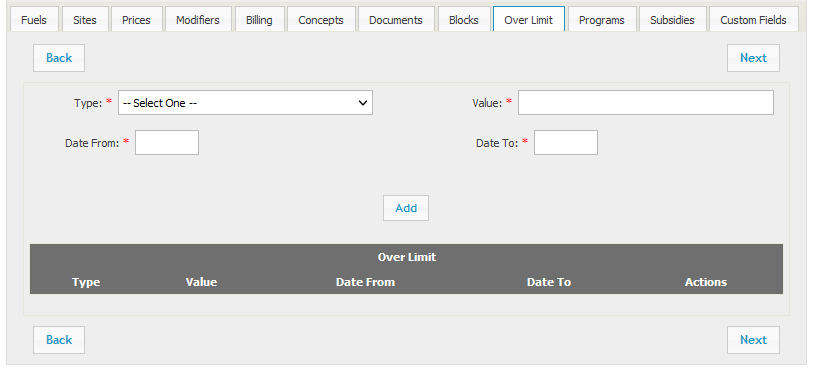 Fuels Sites Prices Modifiers Billing Concepts Documents Blocks Over Limit Programs Subsidies Custom Fields
Back Next
Type: * -- Select One -- Value: *
Date From: * Date To: *
Add
Over Limit
Type Value Date From Date To Actions
Back Next